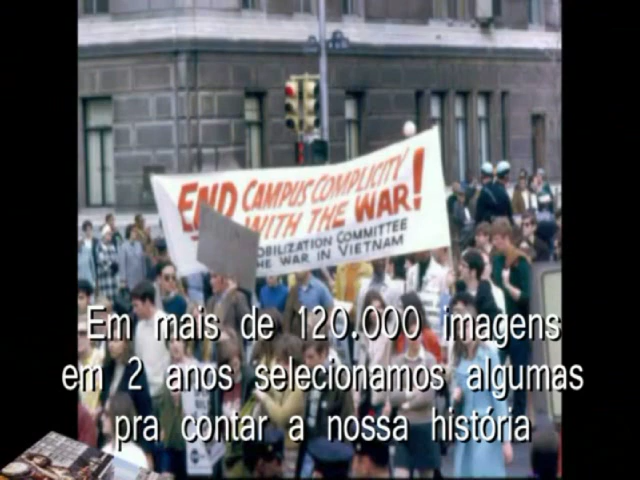 END CAMPUS COMPLICITY
WITH THE WAR!
MOBILIZATION COMMITTEE
THE WAR IN VIETNAM
Em mais de 120.000 imagens
em 2 anos selecionamos algumas
pra contar a nossa história